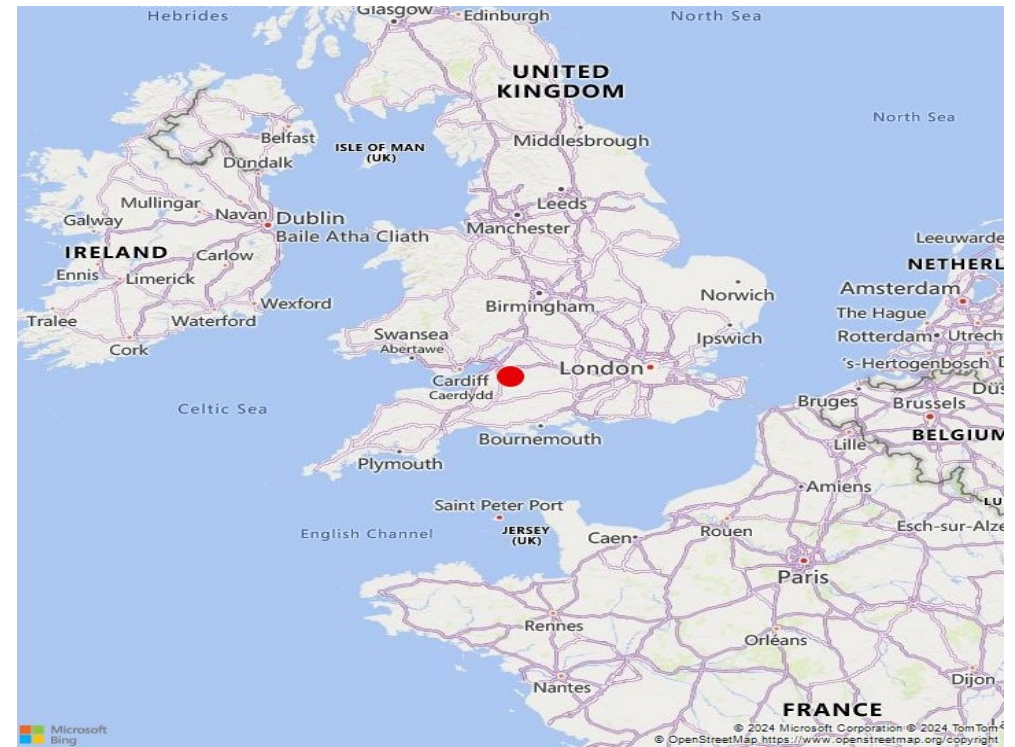 Hebrides
Glasgow
Edinburgh
North Sea
UNITED
KINGDOM
North Sea
Belfast
ISLE OF MAN
(UK)
Middlesbrough
Dundalk
Leeds
Mullingar
Navan
Galway
Dublin
Baile Atha Cliath
Manchester
IRELAND
Carlow
Leeuwarde
NETHERL
Ennis
Limerick
Amsterdam
Birmingham
Norwich
Wexford
The Hague
Tralee
Waterford
Swansea
Abertawe
Ipswich
Rotterdam
Utrech
Cork
's-Hertogenbosch
London
Cardiff
Caerdydd
Düs
Bruges
Brussels
Celtic Sea
Bournemouth
Lille
BELGIUM
Plymouth
Amiens
LU
Saint Peter Port
English Channel
JERSEY
(UK)
Caen
Rouen
Esch-sur-Alze
Paris
Rennes
Orléans
Nantes
Dijon
FRANCE
Microsoft
Bing
© 2024 Microsoft Corporation © 2024 TomTom
© OpenStreetMap https://www.openstreetmap.org/copyright